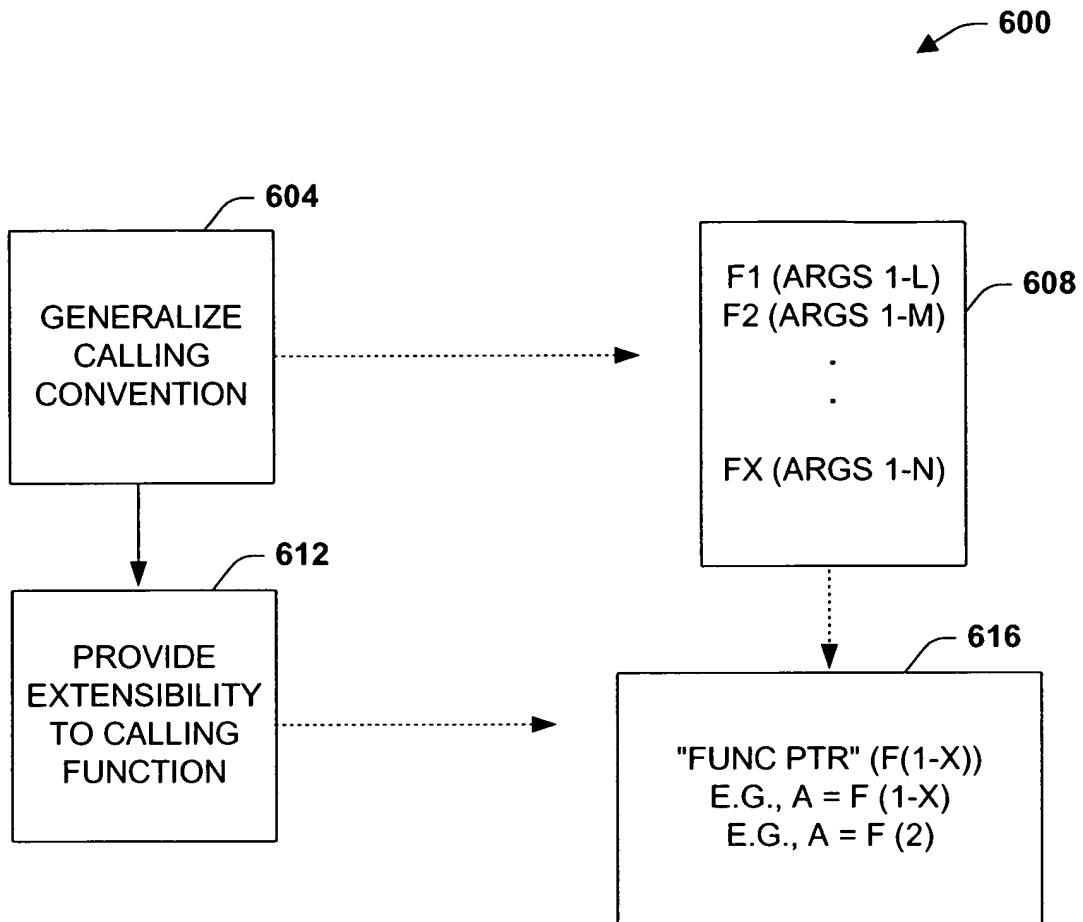 600
604
GENERALIZE
CALLING
CONVENTION
F1 (ARGS 1-L)
F2 (ARGS 1-M)
.
.
FX (ARGS 1-N)
608
612
PROVIDE
EXTENSIBILITY
TO CALLING
FUNCTION
616
"FUNC PTR" (F(1-X))
E.G., A = F (1-X)
E.G., A = F (2)